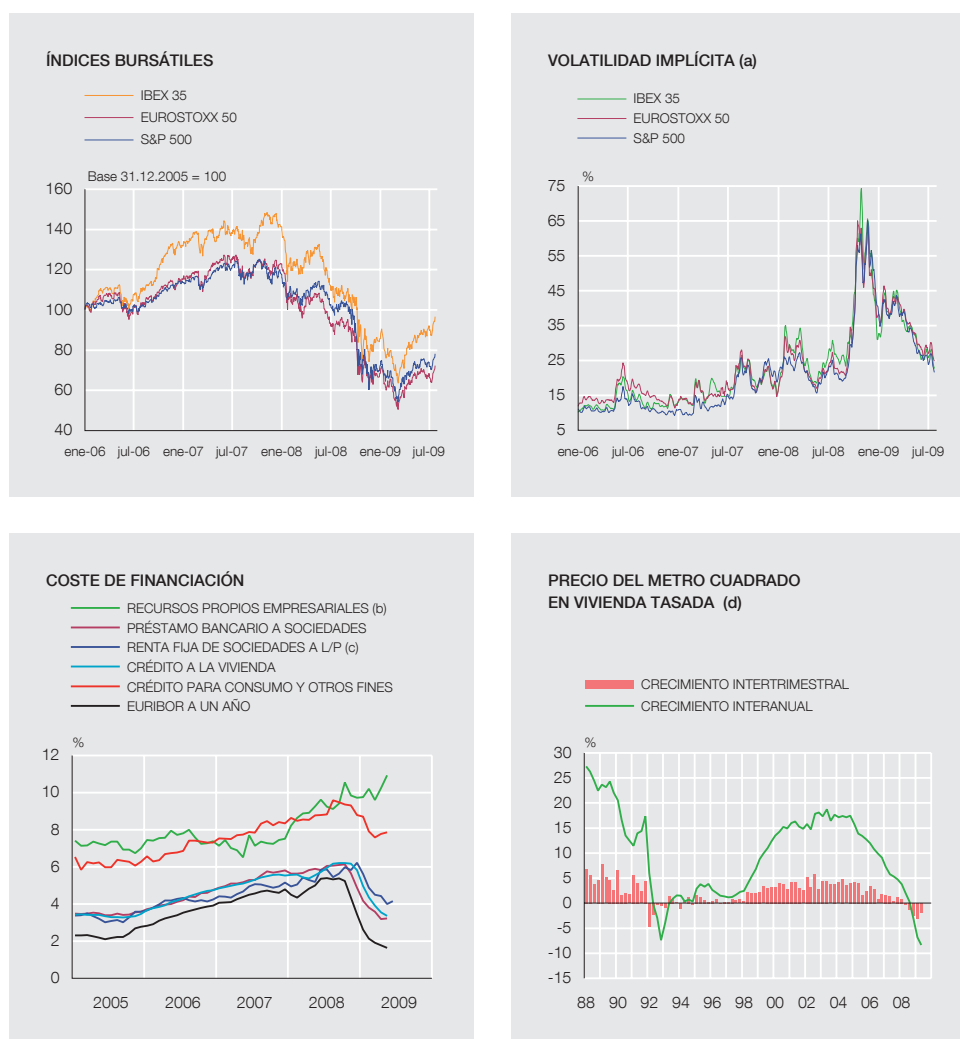 ÍNDICES BURSÁTILES
IBEX 35
EUROSTOXX 50
S&P 500
Base 31.12.2005 = 100
160
140
120
100
80
60
40
ene-06 jul-06 ene-07 jul-07 ene-08 jul-08 ene-09 jul-09
VOLATILIDAD IMPLÍCITA (a)
IBEX 35
EUROSTOXX 50
S&P 500
%
75
65
55
45
35
25
15
5
ene-06 jul-06 ene-07 jul-07 ene-08 jul-08 ene-09 jul-09
COSTE DE FINANCIACIÓN
RECURSOS PROPIOS EMPRESARIALES (b)
PRÉSTAMO BANCARIO A SOCIEDADES
RENTA FIJA DE SOCIEDADES A L/P (c)
CRÉDITO A LA VIVIENDA
CRÉDITO PARA CONSUMO Y OTROS FINES
EURIBOR A UN AÑO
%
12
10
8
6
4
2
0
2005 2006 2007 2008 2009
PRECIO DEL METRO CUADRADO
EN VIVIENDA TASADA (d)
CRECIMIENTO INTERTRIMESTRAL
CRECIMIENTO INTERANUAL
%
30
25
20
15
10
5
0
-5
-10
-15
88 90 92 94 96 98 00 02 04 06 08